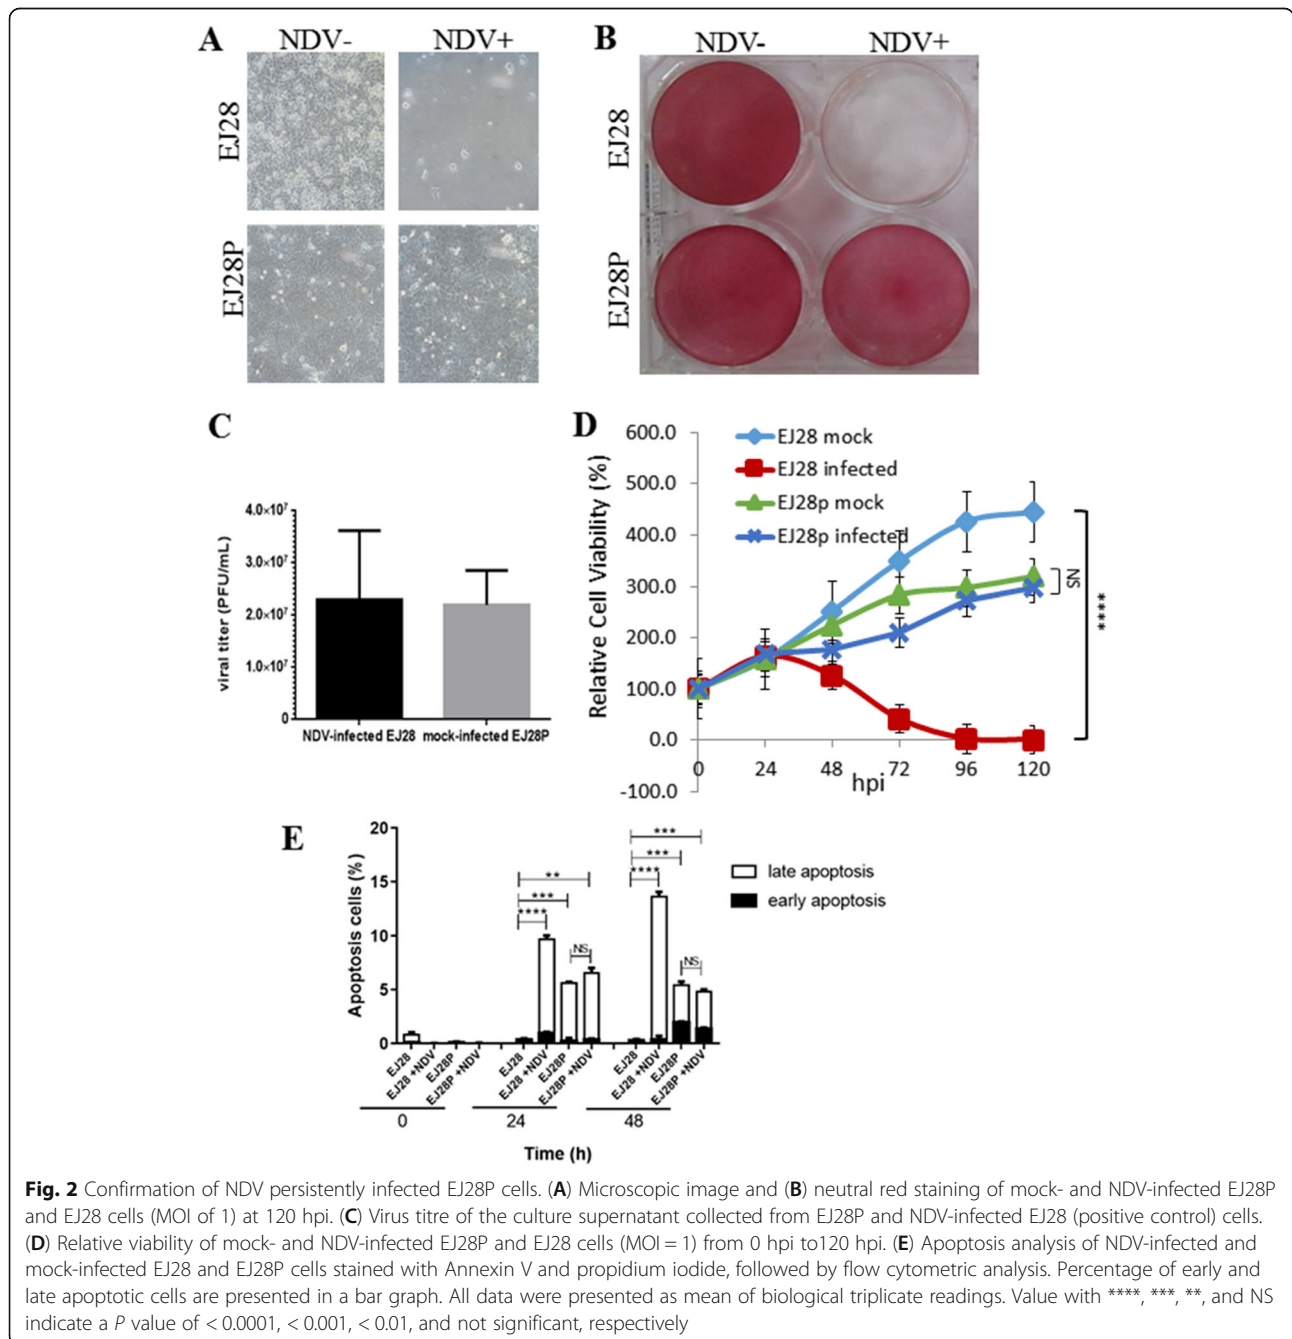 A
NDV-
NDV+
EJ28
EJ28P
B
NDV-
NDV+
EJ28
EJ28P
C
viral titer (PFU/mL)
4.0×10⁷
3.0×10⁷
2.0×10⁷
1.0×10⁷
0
NDV-infected EJ28 mock-infected EJ28P
D
Relative Cell Viability (%)
600.0
500.0
400.0
300.0
200.0
100.0
0.0
-100.0
EJ28 mock
EJ28 infected
EJ28p mock
EJ28p infected
NS
****
0 24 48 72 96 120
hpi
E
Apoptosis cells (%)
20
15
10
5
0
**
***
****
NS
***
***
****
NS
late apoptosis
early apoptosis
EJ28
EJ28 +NDV
EJ28P
EJ28P +NDV
EJ28
EJ28 +NDV
EJ28P
EJ28P +NDV
EJ28
EJ28 +NDV
EJ28P
EJ28P +NDV
0 24 48
Time (h)
Fig. 2 Confirmation of NDV persistently infected EJ28P cells. (A) Microscopic image and (B) neutral red staining of mock- and NDV-infected EJ28P
and EJ28 cells (MOI of 1) at 120 hpi. (C) Virus titre of the culture supernatant collected from EJ28P and NDV-infected EJ28 (positive control) cells.
(D) Relative viability of mock- and NDV-infected EJ28P and EJ28 cells (MOI = 1) from 0 hpi to120 hpi. (E) Apoptosis analysis of NDV-infected and
mock-infected EJ28 and EJ28P cells stained with Annexin V and propidium iodide, followed by flow cytometric analysis. Percentage of early and
late apoptotic cells are presented in a bar graph. All data were presented as mean of biological triplicate readings. Value with ****, ***, **, and NS
indicate a P value of < 0.0001, < 0.001, < 0.01, and not significant, respectively